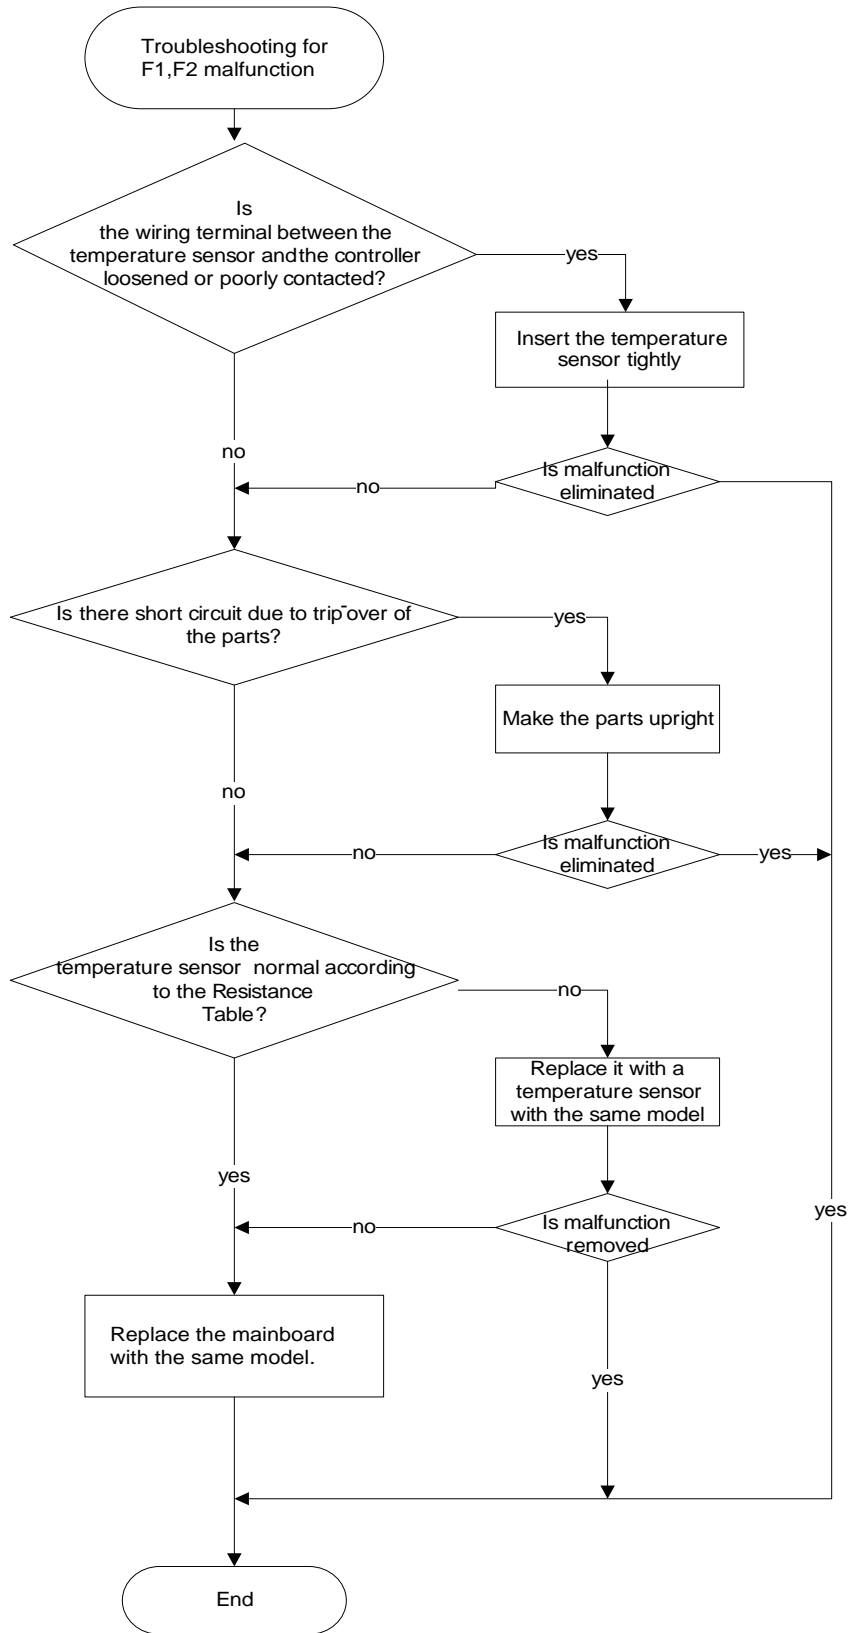 Troubleshooting for
F1,F2 malfunction
Is
the wiring terminal between the
temperature sensor and the controller
loosened or poorly contacted?
yes
Insert the temperature
sensor tightly
no
Is malfunction
eliminated
no
Is there short circuit due to trip-over of
the parts?
yes
Make the parts upright
no
Is malfunction
eliminated
no
yes
Is the
temperature sensor normal according
to the Resistance
Table?
no
Replace it with a
temperature sensor
with the same model
yes
Is malfunction
removed
no
yes
Replace the mainboard
with the same model.
yes
End